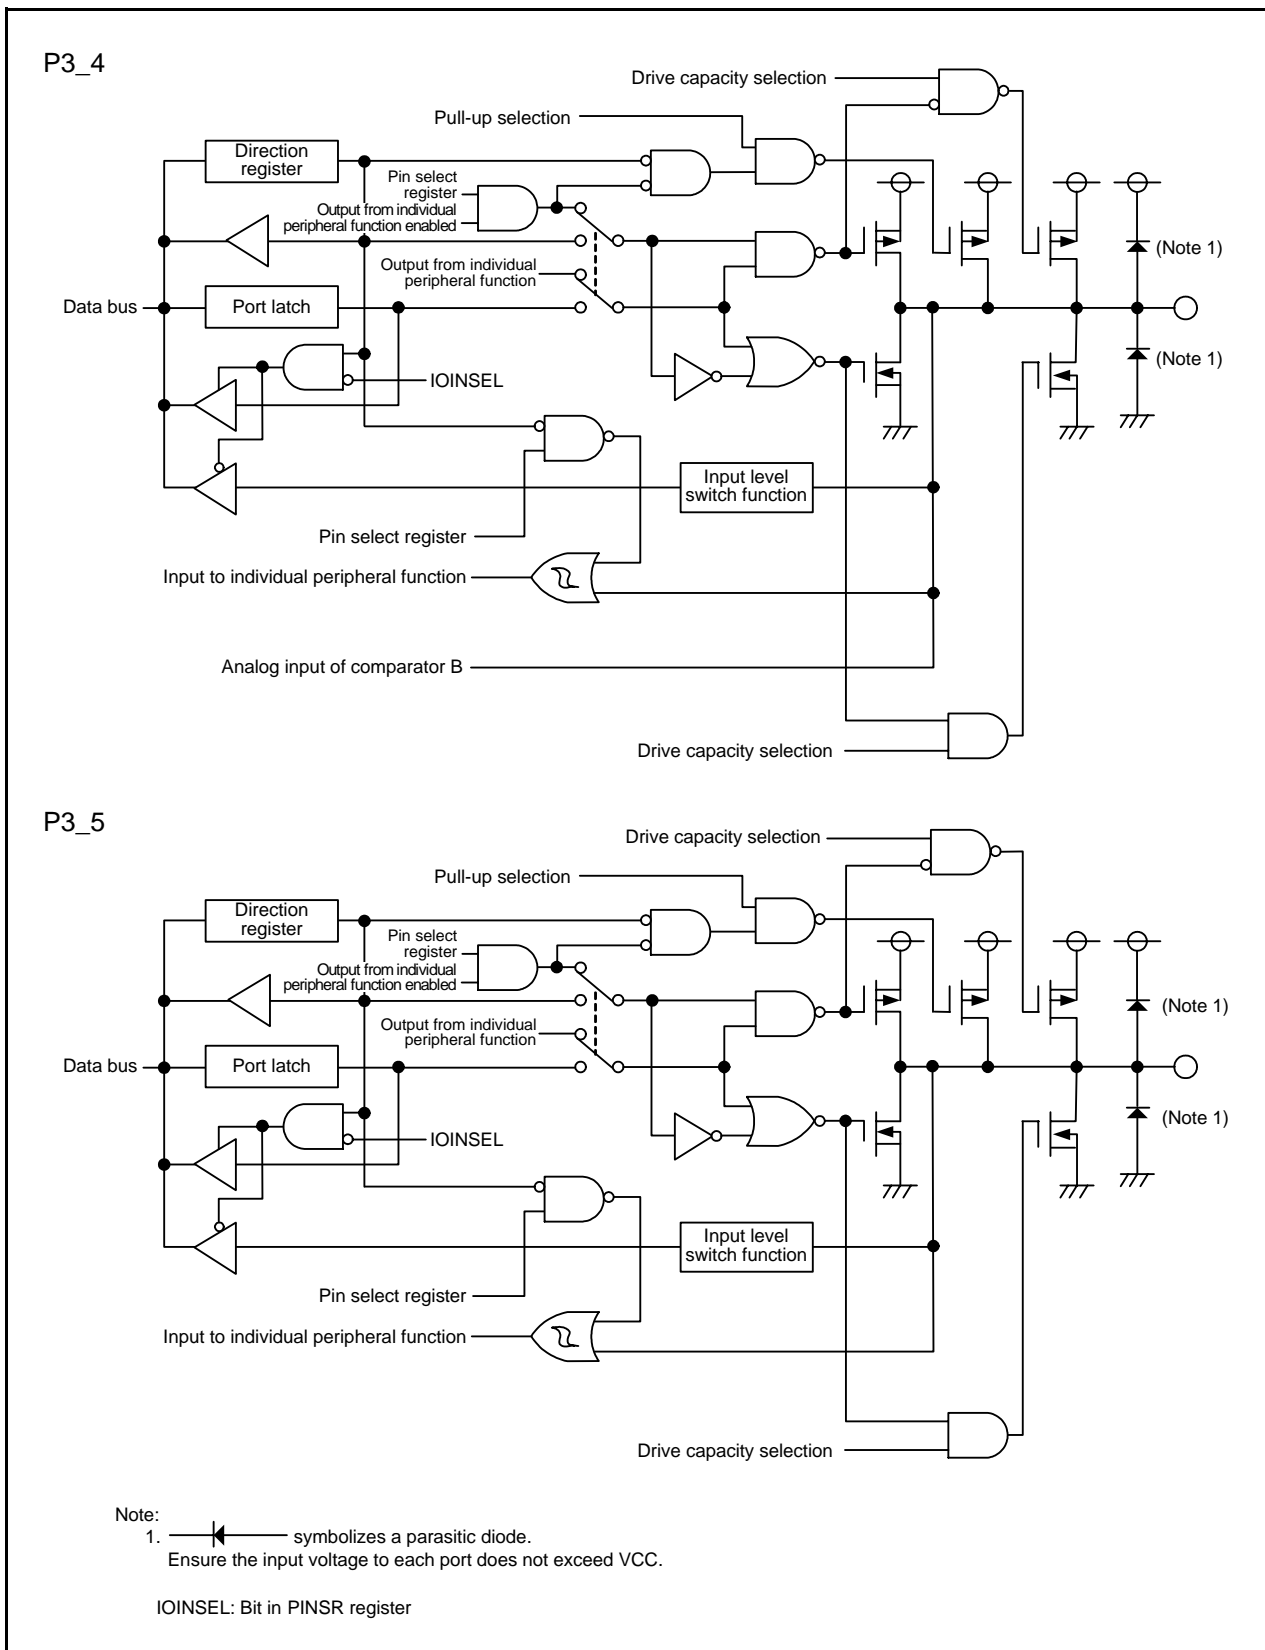 P3_4
Drive capacity selection
Pull-up selection
Direction
register
Pin select
register
Output from individual
peripheral function enabled
(Note 1)
Output from individual
peripheral function
Data bus
Port latch
(Note 1)
IOINSEL
Input level
switch function
Pin select register
Input to individual peripheral function
Analog input of comparator B
Drive capacity selection
P3_5
Drive capacity selection
Pull-up selection
Direction
register
Pin select
register
Output from individual
peripheral function enabled
(Note 1)
Output from individual
peripheral function
Data bus
Port latch
(Note 1)
IOINSEL
Input level
switch function
Pin select register
Input to individual peripheral function
Drive capacity selection
Note:
1. symbolizes a parasitic diode.
Ensure the input voltage to each port does not exceed VCC.
IOINSEL: Bit in PINSR register